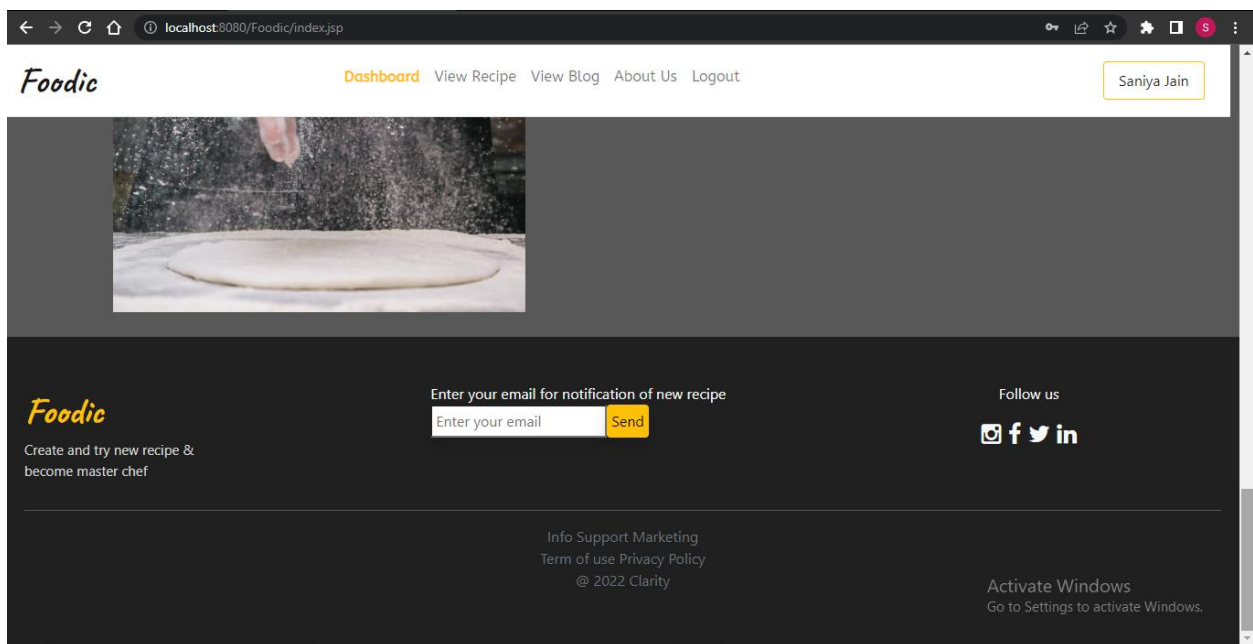 localhost:8080/Foodic/index.jsp
S
Foodic
Dashboard View Recipe View Blog About Us Logout
Saniya Jain
Foodic
Create and try new recipe &
become master chef
Enter your email for notification of new recipe
Enter your email
Send
Follow us
Info Support Marketing
Term of use Privacy Policy
@ 2022 Clarity
Activate Windows
Go to Settings to activate Windows.